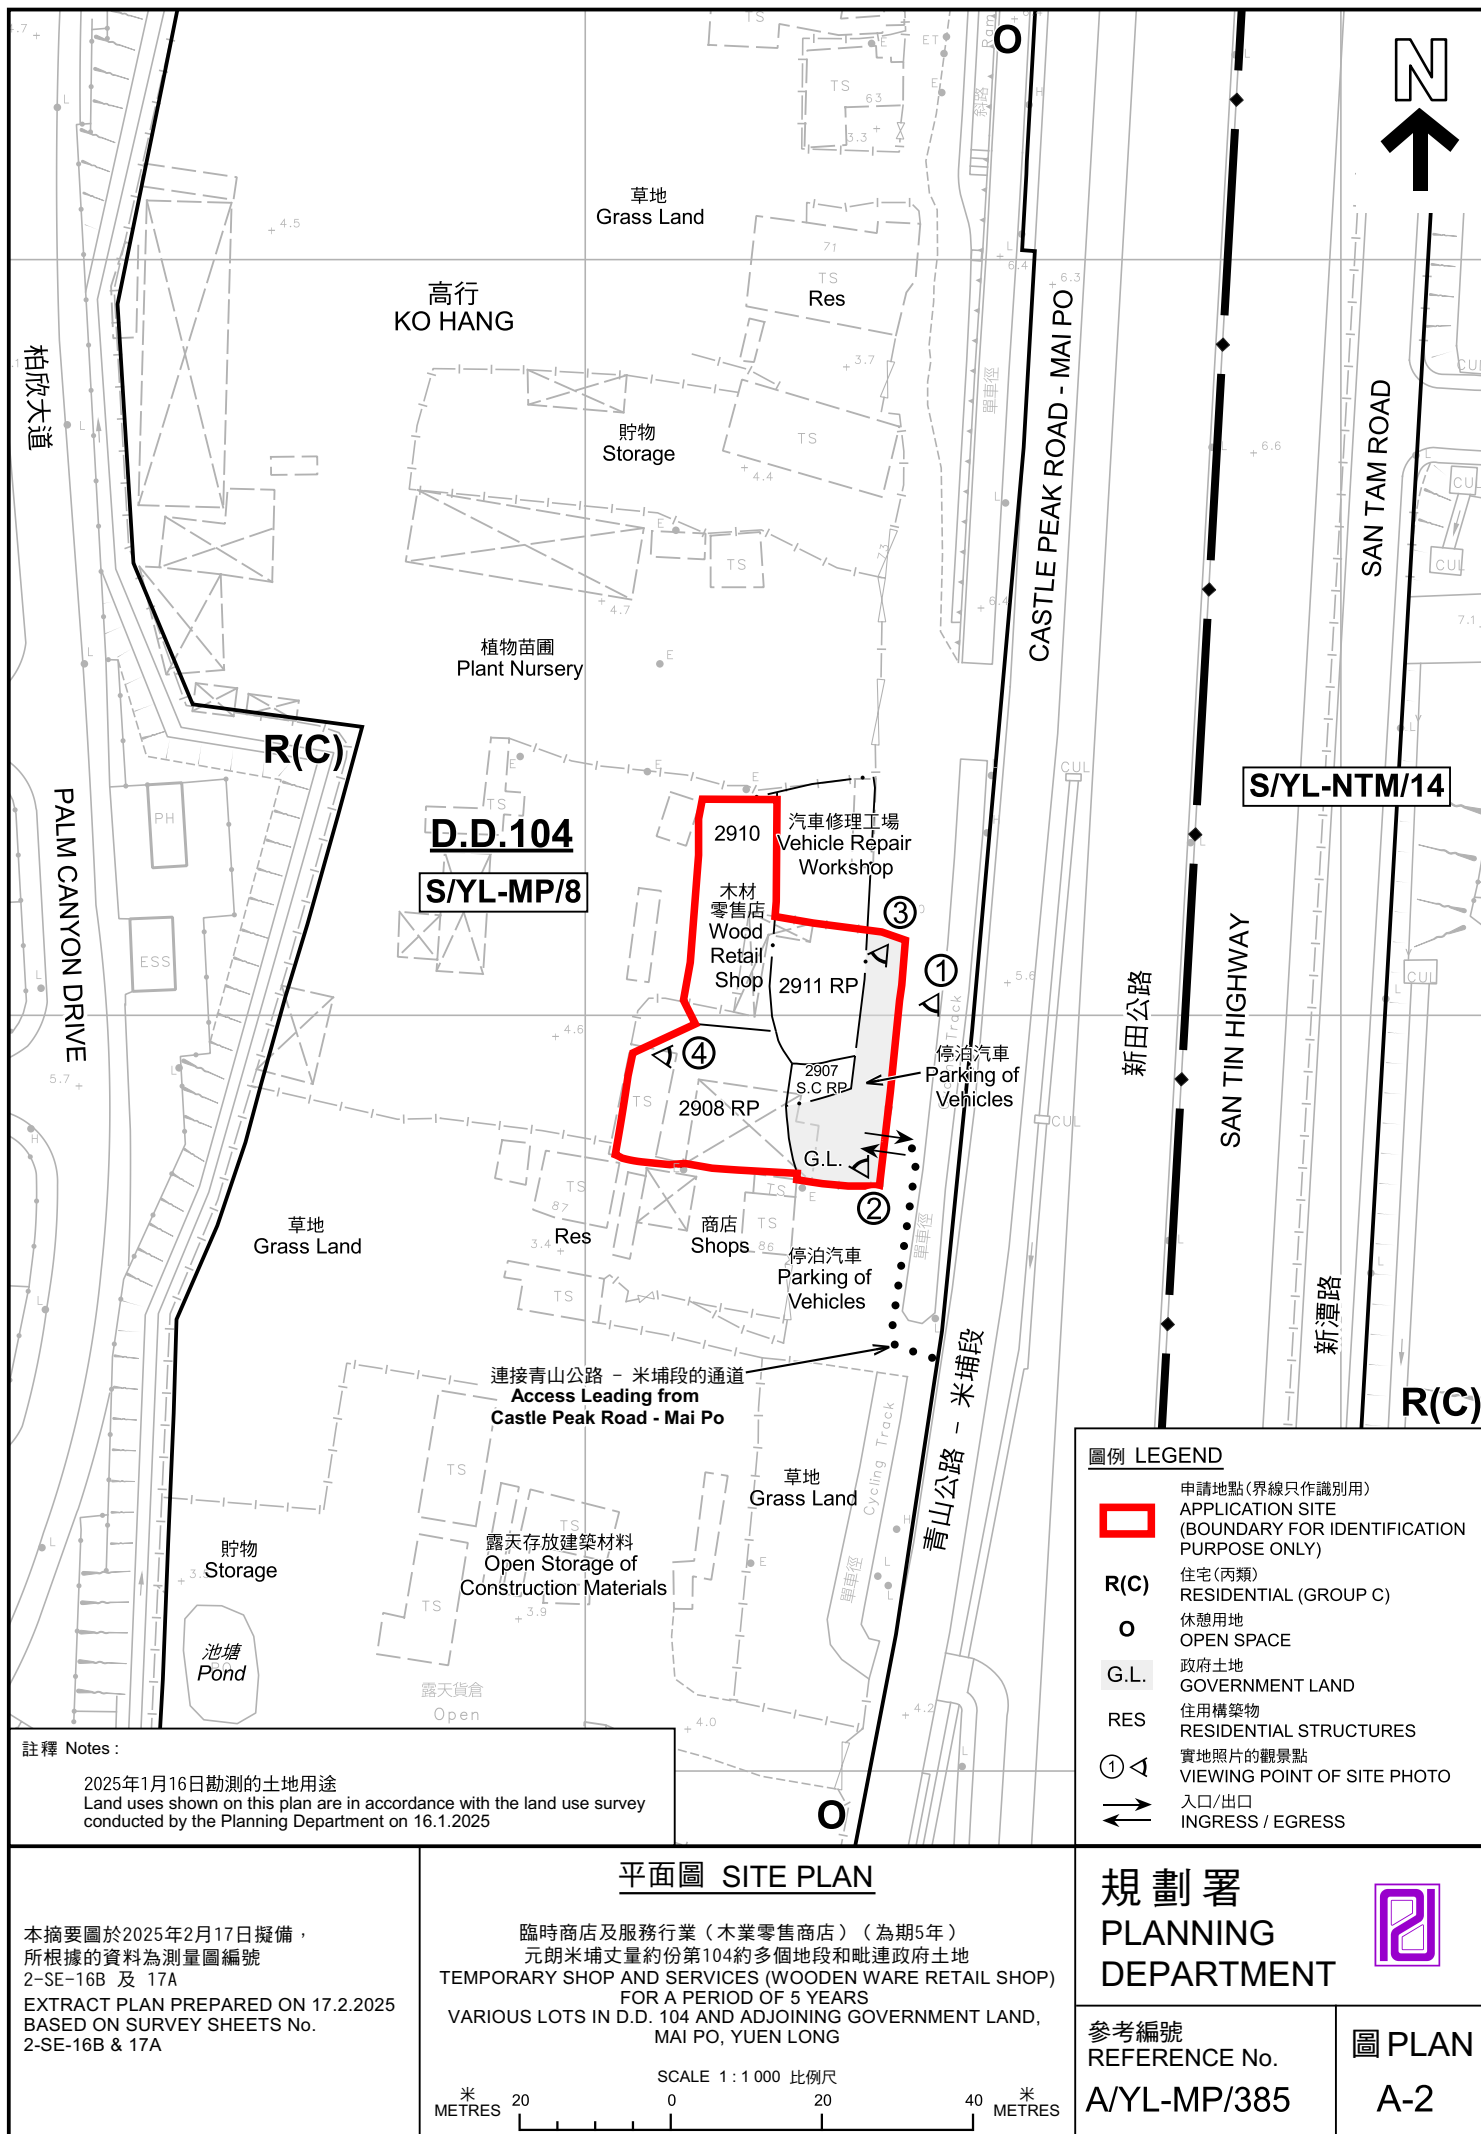 O
N
草地
Grass Land
71
TS
Res
高行
KO HANG
柏欣大道
貯物
Storage
單車徑
CASTLE PEAK ROAD - MAI PO
SAN TAM ROAD
植物苗圃
Plant Nursery
R(C)
PALM CANYON DRIVE
PH
ESS
D.D.104
S/YL-MP/8
S/YL-NTM/14
2910
汽車修理工場
Vehicle Repair
Workshop
木材
零售店
Wood
Retail
Shop
③
①
2911 RP
④
2907
S.C RP
2908 RP
停泊汽車
Parking of
Vehicles
G.L.
②
新田公路
SAN TIN HIGHWAY
草地
Grass Land
Res
商店
Shops
停泊汽車
Parking of
Vehicles
單車徑
新潭路
連接青山公路 - 米埔段的通道
Access Leading from
Castle Peak Road - Mai Po
青山公路 - 米埔段
R(C)
草地
Grass Land
Cycling Track
單車徑
貯物
Storage
露天存放建築材料
Open Storage of
Construction Materials
池塘
Pond
露天貨倉
Open
O
圖例 LEGEND
申請地點(界線只作識別用)
APPLICATION SITE
(BOUNDARY FOR IDENTIFICATION
PURPOSE ONLY)
R(C)
住宅(丙類)
RESIDENTIAL (GROUP C)
O
休憩用地
OPEN SPACE
G.L.
政府土地
GOVERNMENT LAND
RES
住用構築物
RESIDENTIAL STRUCTURES
①
實地照片的觀景點
VIEWING POINT OF SITE PHOTO
入口/出口
INGRESS / EGRESS
註釋 Notes :
2025年1月16日勘測的土地用途
Land uses shown on this plan are in accordance with the land use survey
conducted by the Planning Department on 16.1.2025
本摘要圖於2025年2月17日擬備，
所根據的資料為測量圖編號
2-SE-16B 及 17A
EXTRACT PLAN PREPARED ON 17.2.2025
BASED ON SURVEY SHEETS No.
2-SE-16B & 17A
平面圖 SITE PLAN
臨時商店及服務行業（木業零售商店）（為期5年）
元朗米埔丈量約份第104約多個地段和毗連政府土地
TEMPORARY SHOP AND SERVICES (WOODEN WARE RETAIL SHOP)
FOR A PERIOD OF 5 YEARS
VARIOUS LOTS IN D.D. 104 AND ADJOINING GOVERNMENT LAND,
MAI PO, YUEN LONG
SCALE 1 : 1 000 比例尺
米
METRES
20 0 20 40
米
METRES
規劃署
PLANNING
DEPARTMENT
參考編號
REFERENCE No.
A/YL-MP/385
圖 PLAN
A-2